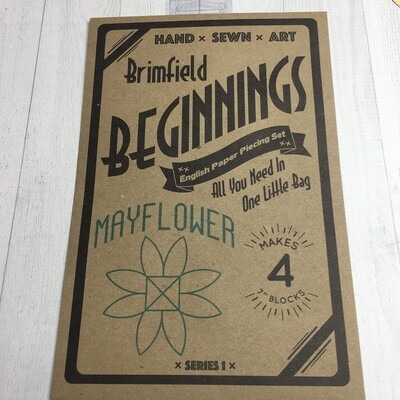 HAND × SEWN × ART
Brimfield
BEGINNINGS
English Paper Piecing Set
All You Need In
One Little Bag
MAYFLOWER
MAKES
4
7" BLOCKS
× SERIES 1 ×